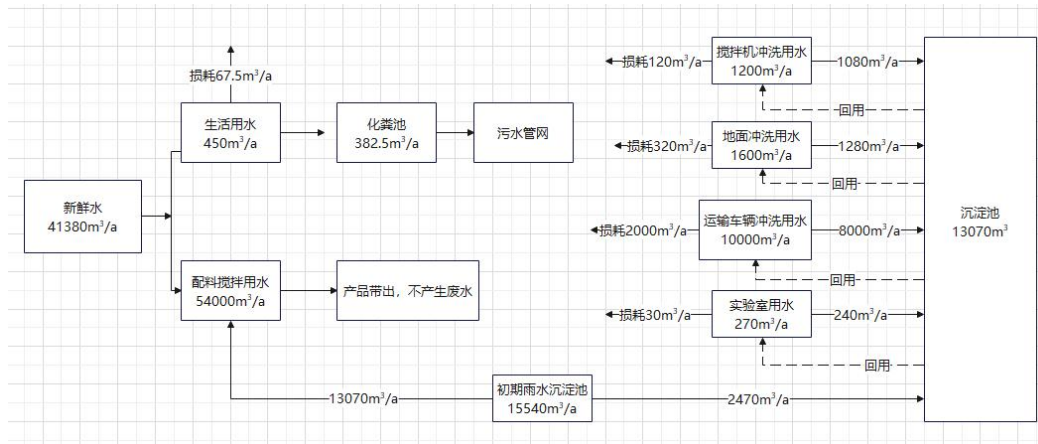 损耗67.5m³/a
生活用水
450m³/a
化粪池
382.5m³/a
污水管网
新鲜水
41380m³/a
配料搅拌用水
54000m³/a
产品带出，不产生废水
损耗120m³/a
搅拌机冲洗用水
1200m³/a
1080m³/a
回用
损耗320m³/a
地面冲洗用水
1600m³/a
1280m³/a
回用
损耗2000m³/a
运输车辆冲洗用水
10000m³/a
8000m³/a
回用
损耗30m³/a
实验室用水
270m³/a
240m³/a
回用
沉淀池
13070m³
13070m³/a
初期雨水沉淀池
15540m³/a
2470m³/a